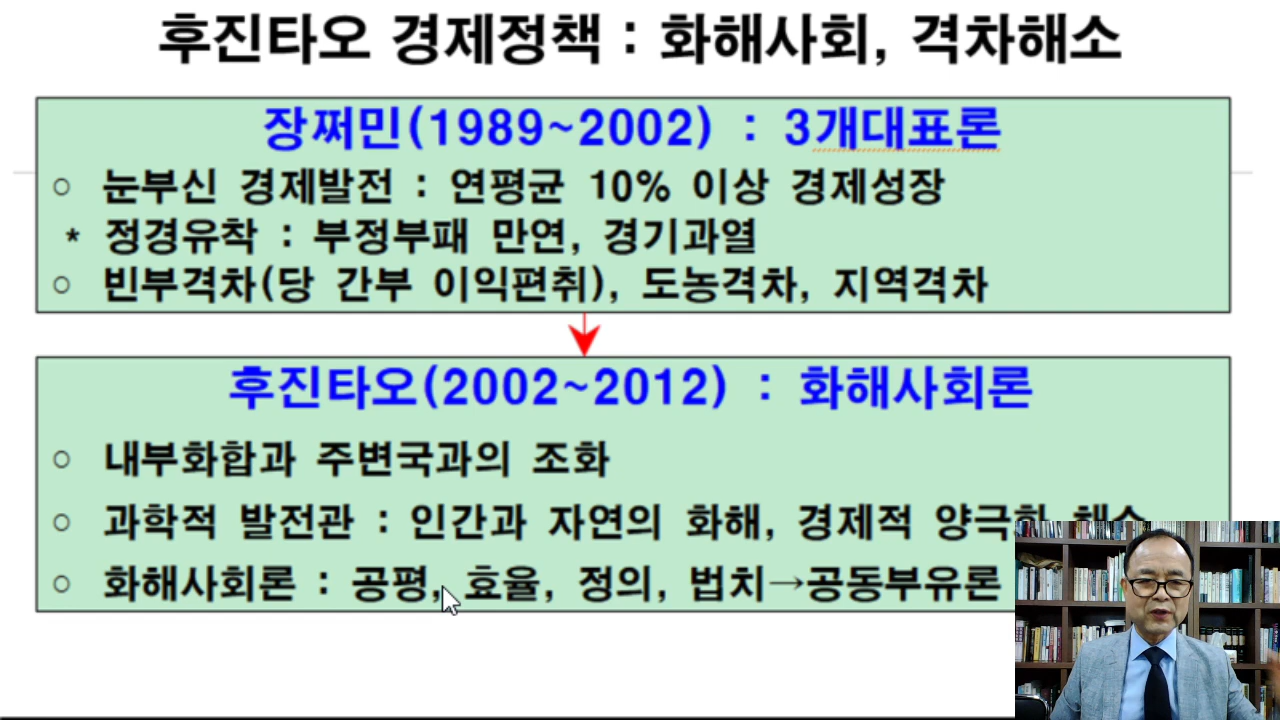 후진타오 경제정책 : 화해사회, 격차해소
장쩌민(1989~2002) : 3개대표론
○ 눈부신 경제발전 : 연평균 10% 이상 경제성장
* 정경유착 : 부정부패 만연, 경기과열
○ 빈부격차(당 간부 이익편취), 도농격차, 지역격차
후진타오(2002~2012) : 화해사회론
○ 내부화합과 주변국과의 조화
○ 과학적 발전관 : 인간과 자연의 화해, 경제적 양극화 해소
○ 화해사회론 : 공평, 효율, 정의, 법치→공동부유론